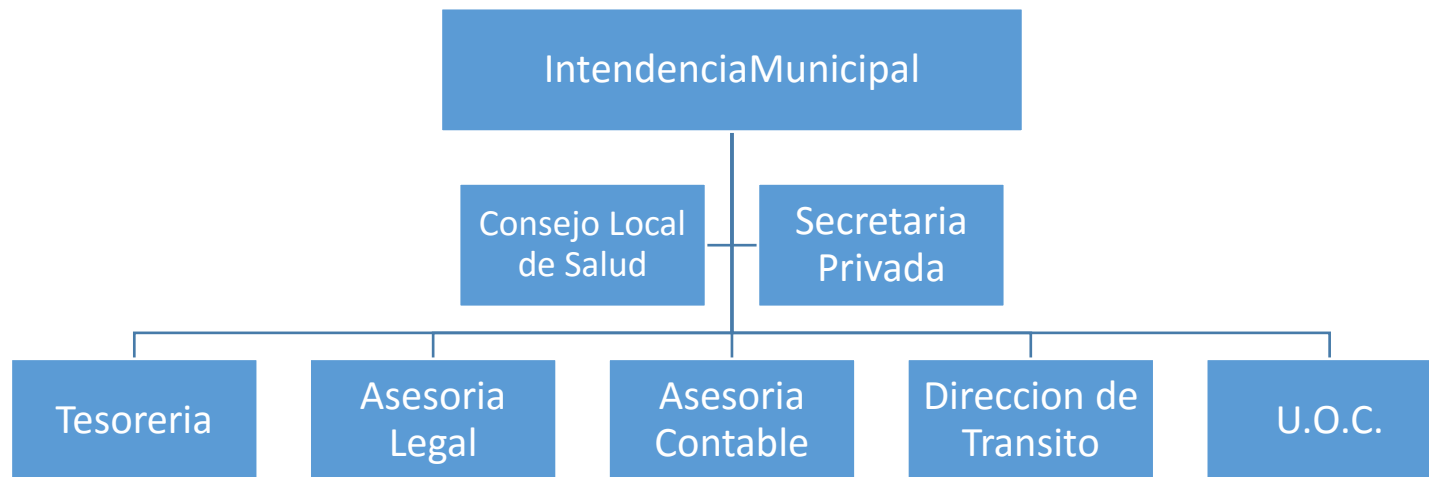 IntendenciaMunicipal
Consejo Local
de Salud
Secretaria
Privada
Tesoreria
Asesoria
Legal
Asesoria
Contable
Direccion de
Transito
U.O.C.